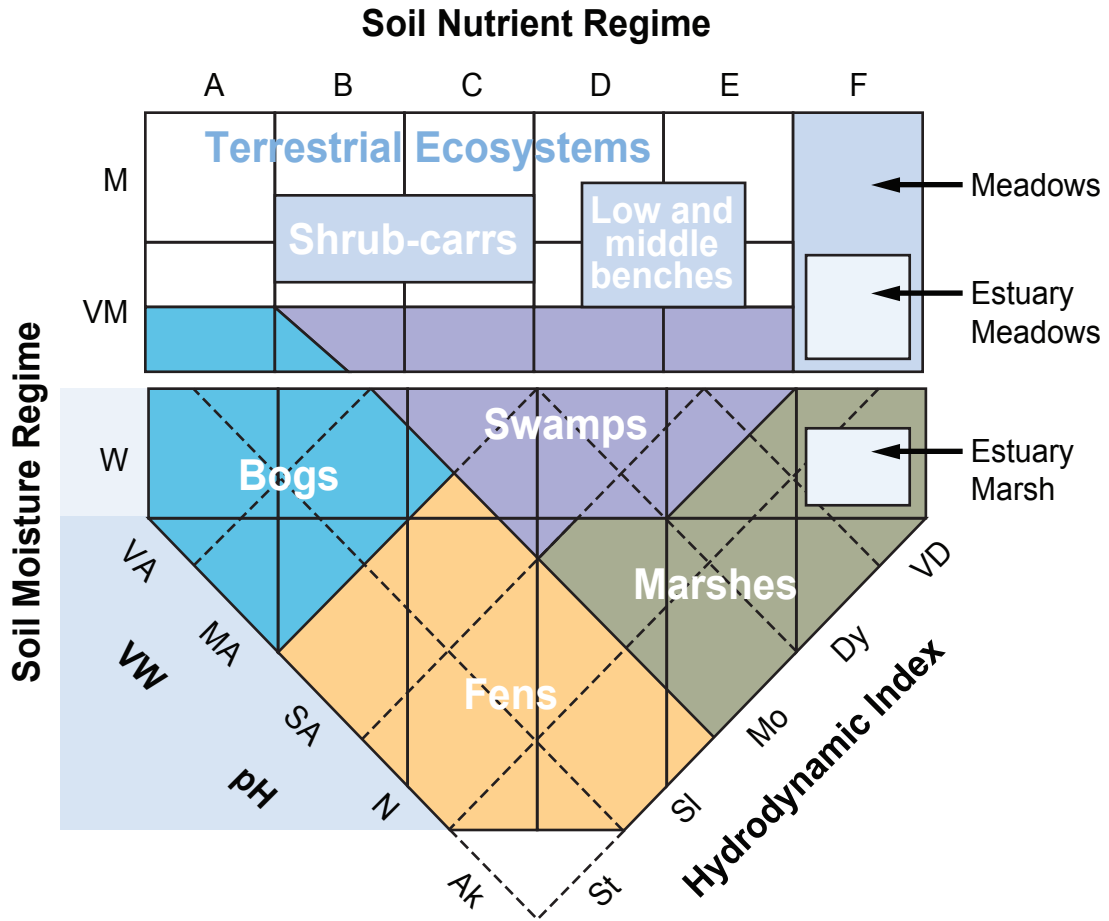 Soil Nutrient Regime
A B C D E F
Terrestrial Ecosystems
M
Meadows
Shrub-carrs
Low and
middle
benches
VM
Estuary
Meadows
Soil Moisture Regime
W
Swamps
Bogs
Estuary
Marsh
VA
MA
SA
N
Ak
VW
pH
Marshes
Fens
VD
Dy
Mo
Sl
St
Hydrodynamic Index